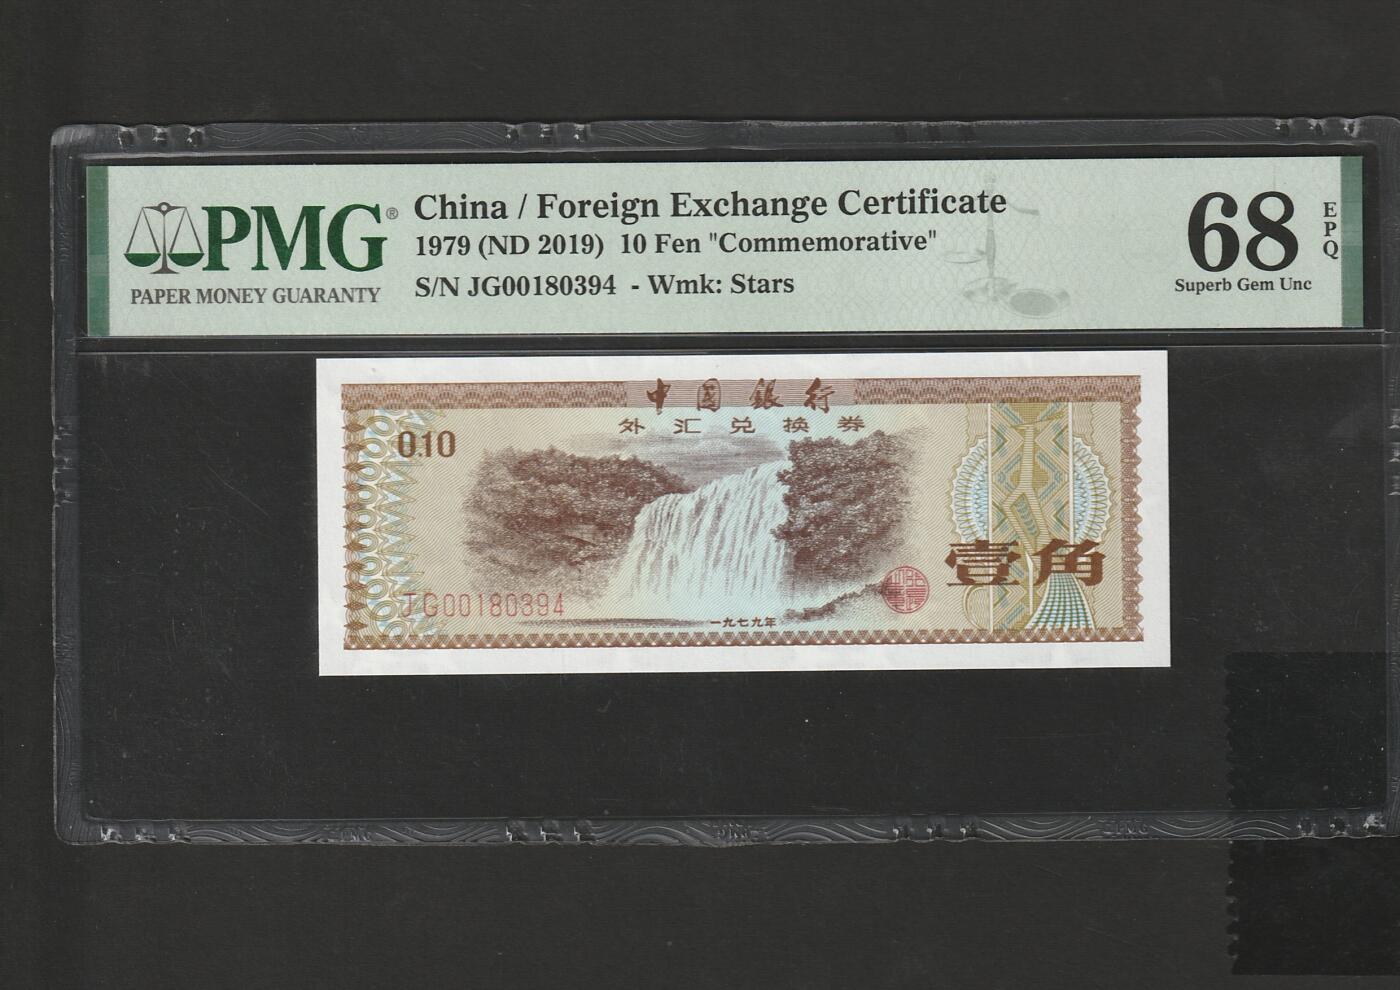 PMG®
PAPER MONEY GUARANTY
China / Foreign Exchange Certificate
1979 (ND 2019) 10 Fen "Commemorative"
S/N JG00180394 - Wmk: Stars
68
EPQ
Superb Gem Unc
中国銀行
外汇兑换券
0.10
壹角
JG00180394
一九七九年